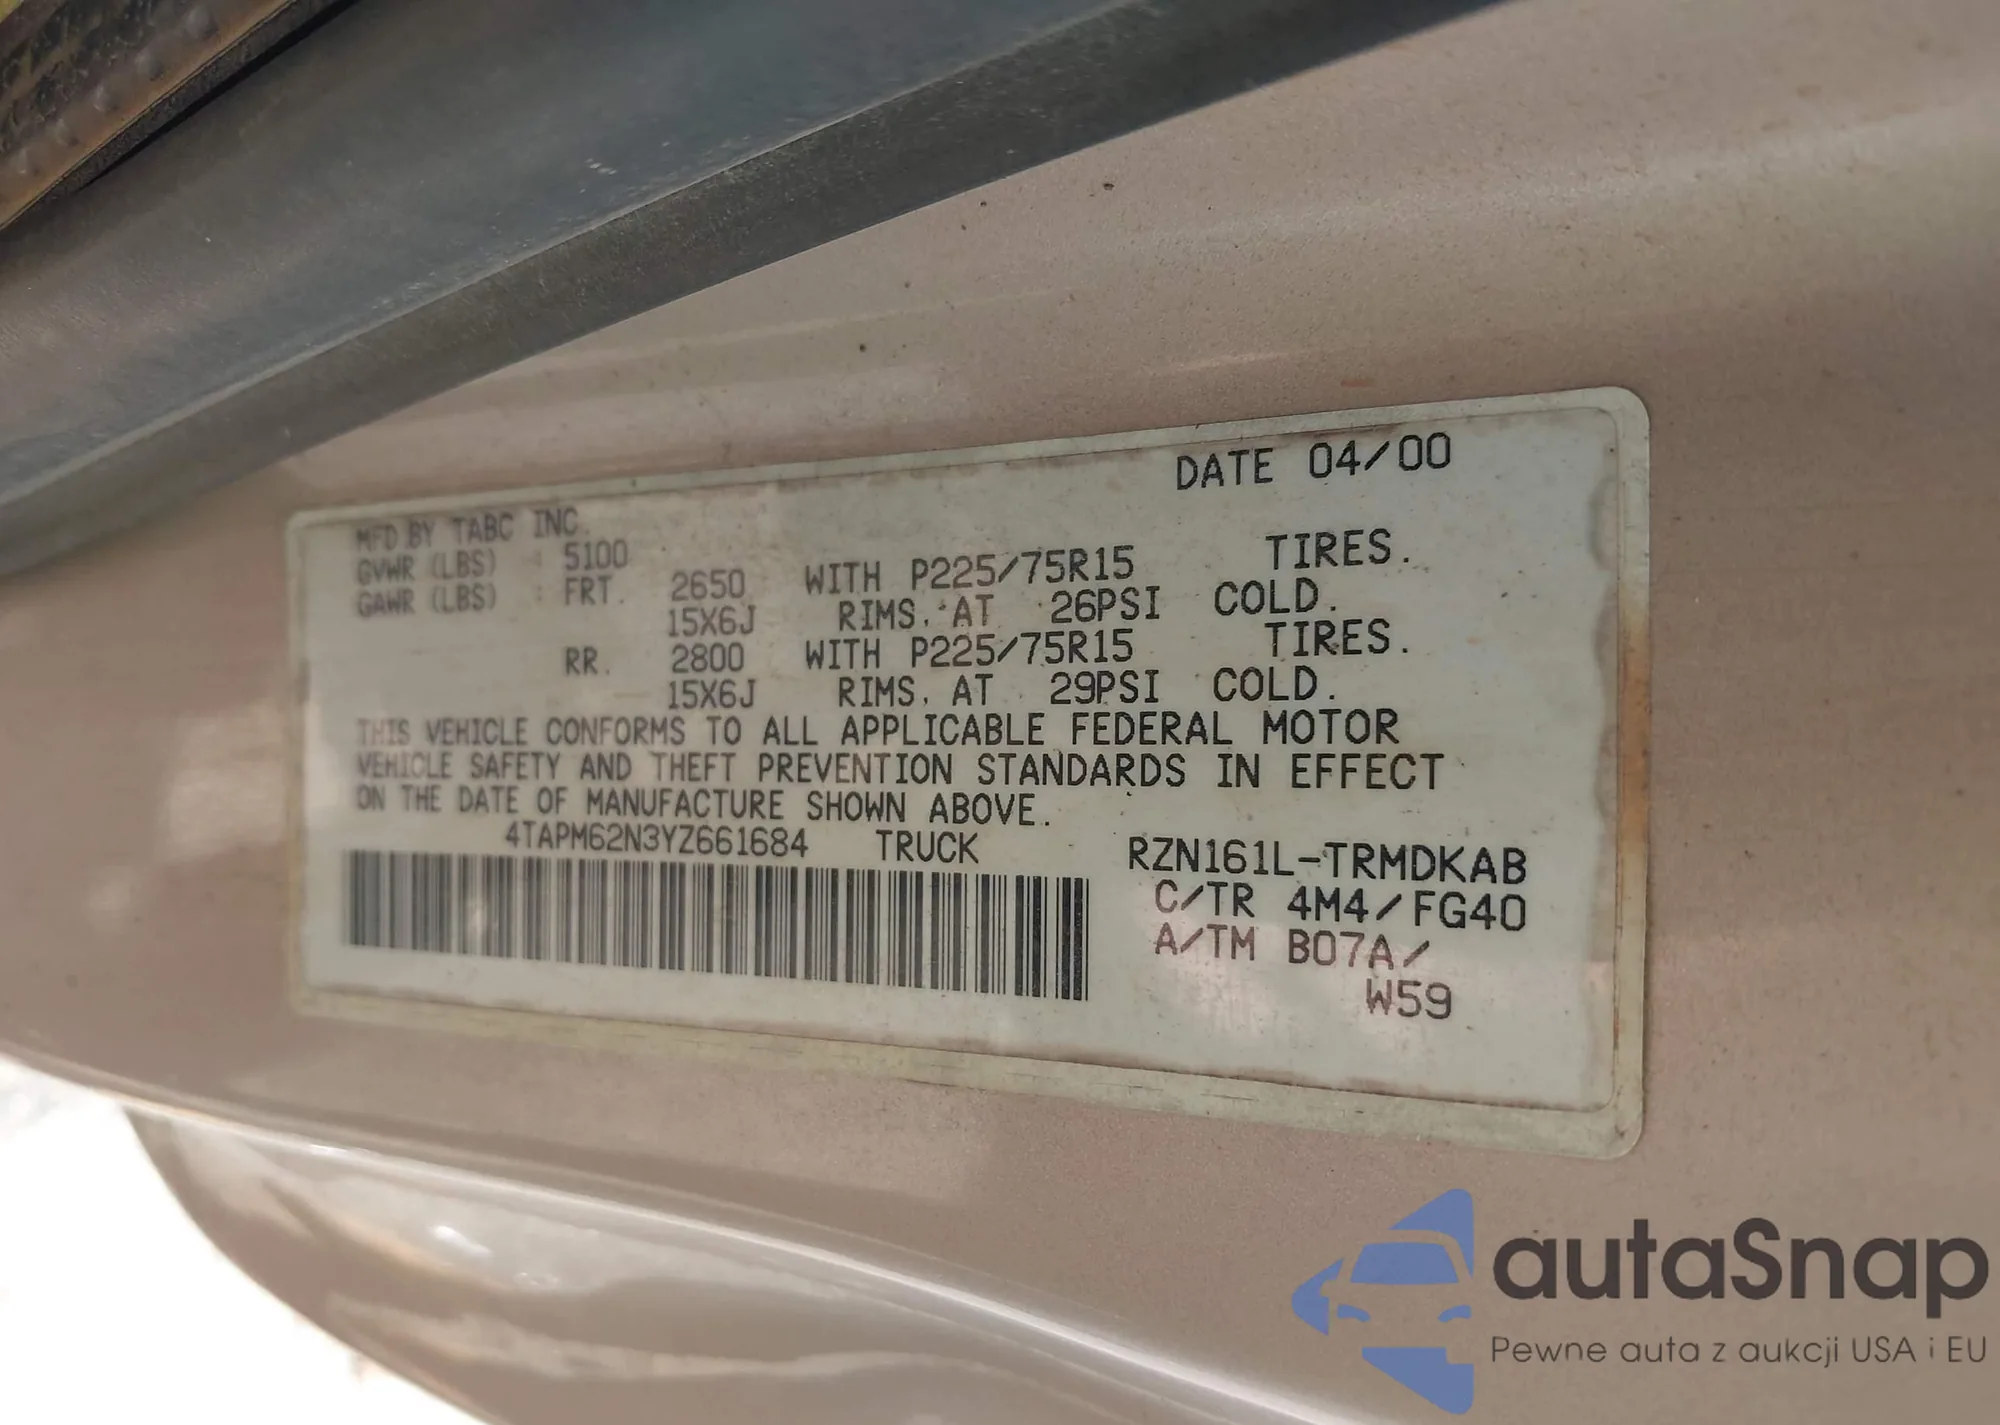 DATE 04/00
MFD BY TABC INC.
GVWR (LBS) : 5100
GAWR (LBS) : FRT. 2650 WITH P225/75R15 TIRES.
15X6J RIMS. AT 26PSI COLD.
RR. 2800 WITH P225/75R15 TIRES.
15X6J RIMS. AT 29PSI COLD.
THIS VEHICLE CONFORMS TO ALL APPLICABLE FEDERAL MOTOR
VEHICLE SAFETY AND THEFT PREVENTION STANDARDS IN EFFECT
ON THE DATE OF MANUFACTURE SHOWN ABOVE.
4TAPM62N3YZ661684 TRUCK RZN161L-TRMDKAB
C/TR 4M4/FG40
A/TM B07A/
W59
autaSnap
Pewne auta z aukcji USA i EU